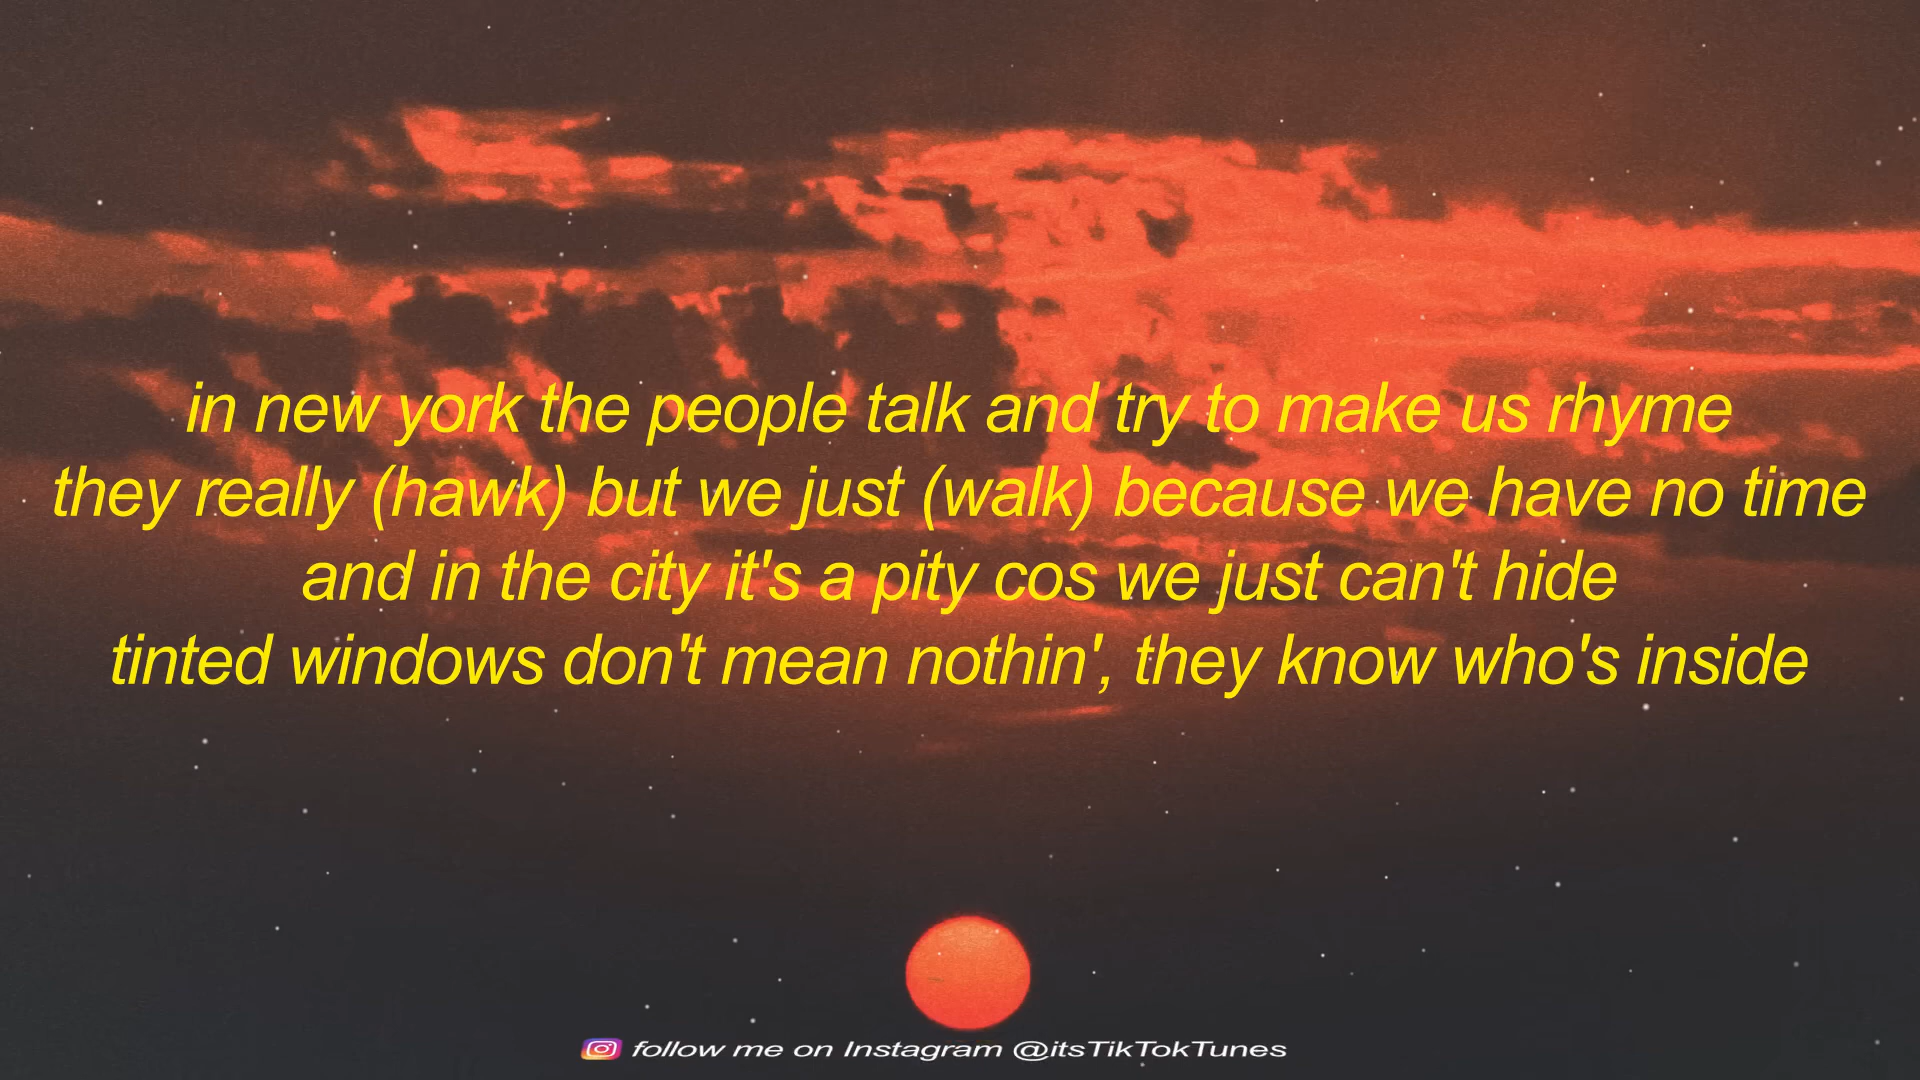 in new york the people talk and try to make us rhyme
they really (hawk) but we just (walk) because we have no time
and in the city it's a pity cos we just can't hide
tinted windows don't mean nothin', they know who's inside
follow me on Instagram @itsTikTokTunes